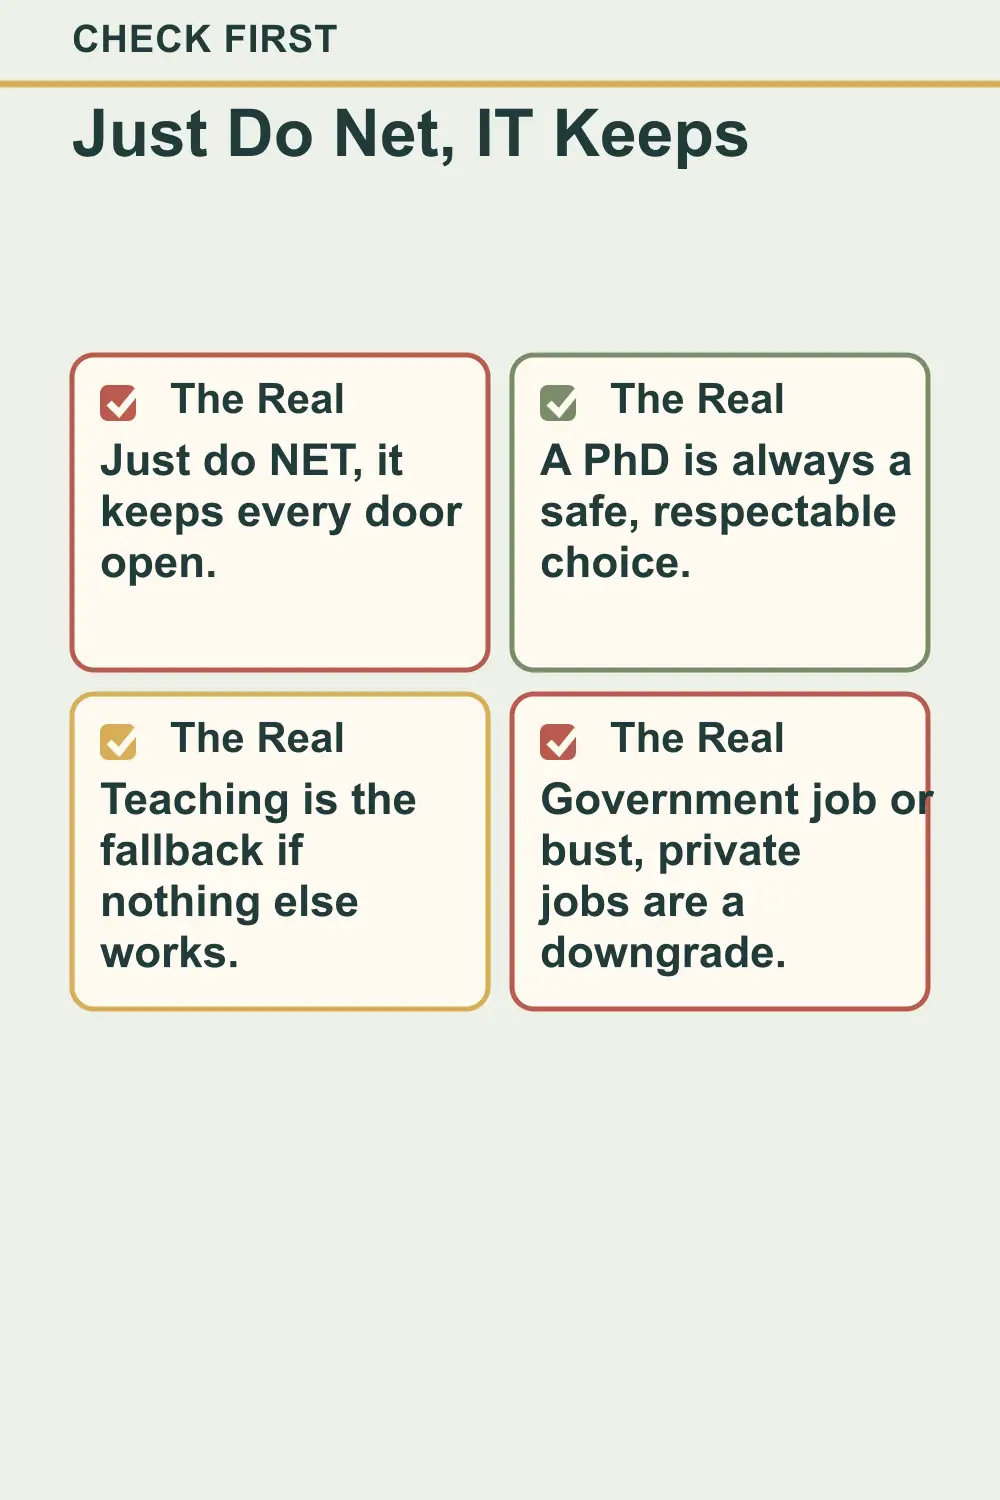 CHECK FIRST
Just Do Net, IT Keeps
The Real
Just do NET, it
keeps every door
open.
The Real
A PhD is always a
safe, respectable
choice.
The Real
Teaching is the
fallback if
nothing else
works.
The Real
Government job or
bust, private
jobs are a
downgrade.